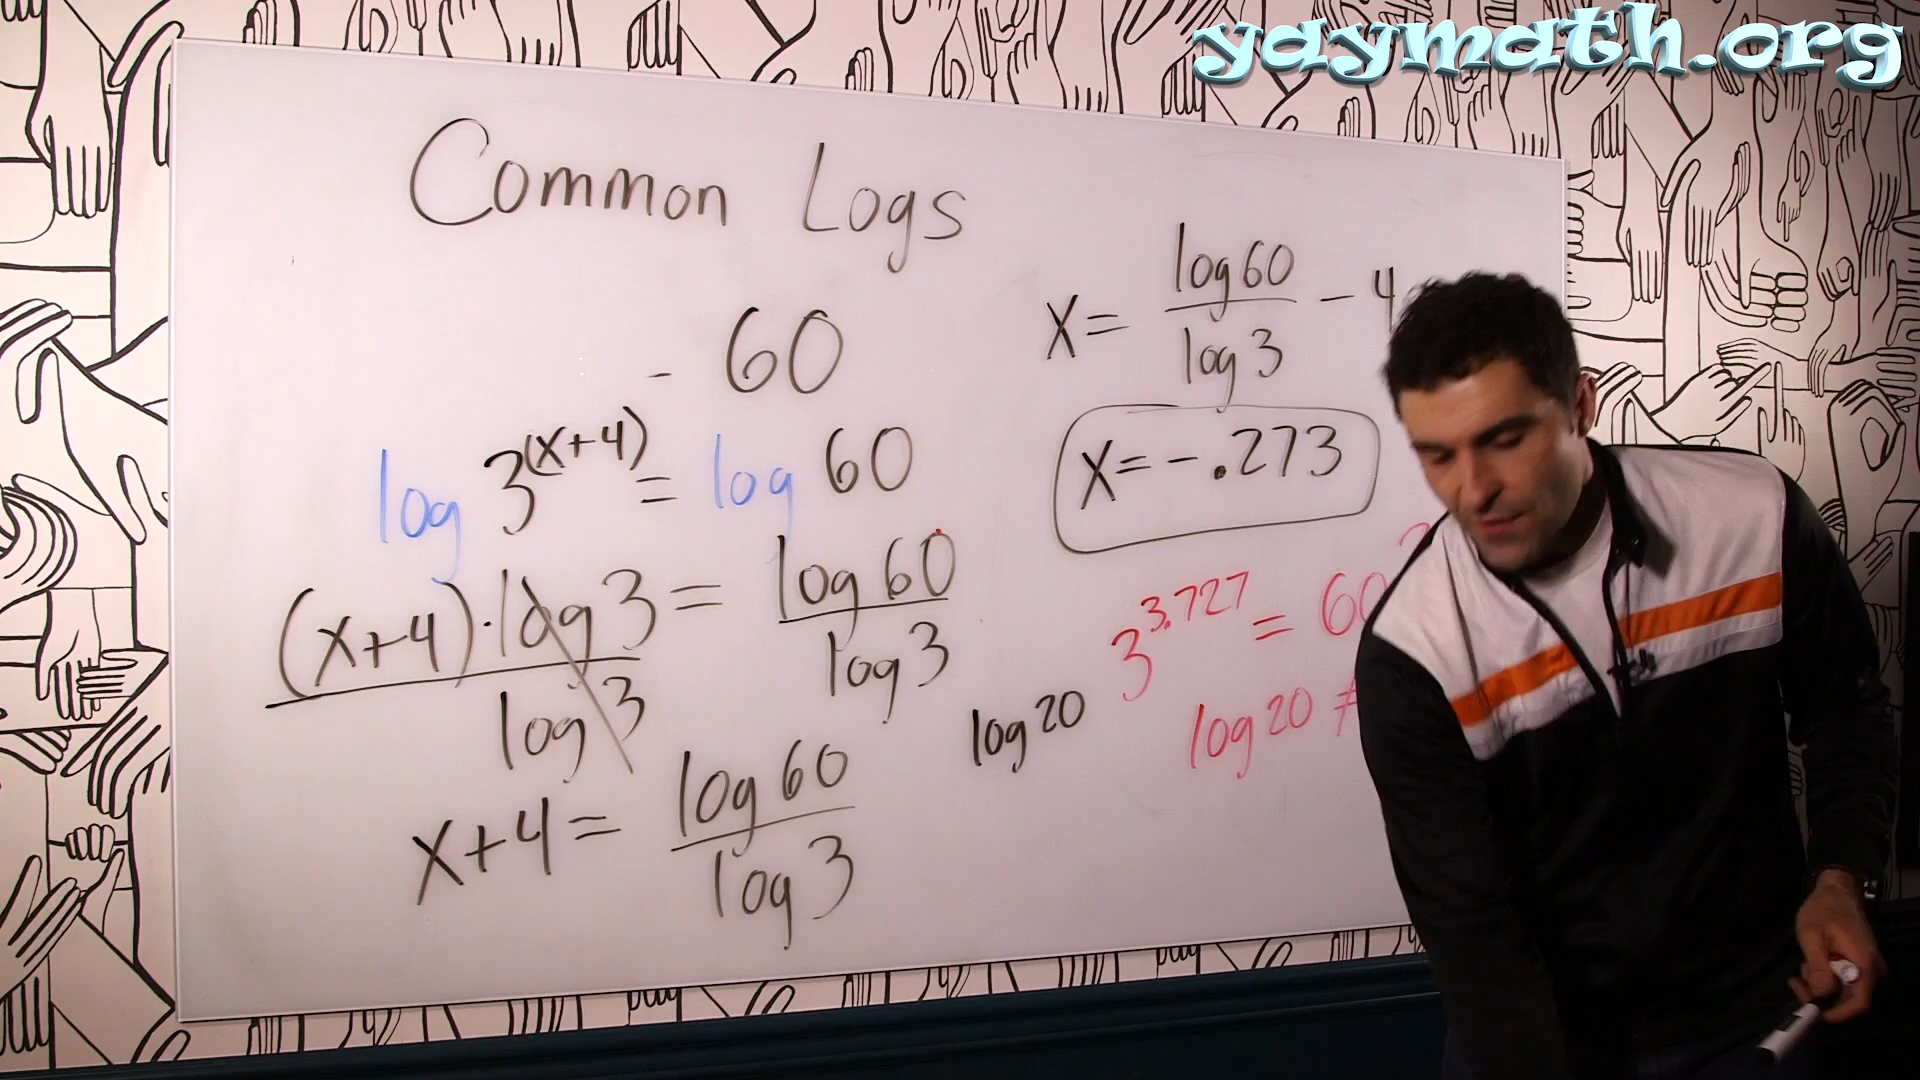 yaymath.org
Common Logs
- 60
log 3^(x+4) = log 60
(x+4)·log 3 / log 3 = log 60 / log 3
x+4 = log 60 / log 3
x = log 60 / log 3 - 4
x = -.273
3^3.727 = 60
log 20
log 20 ≠